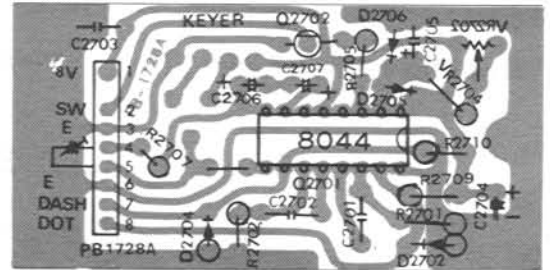 KEYER
Q2702
D2706
C2705
VR2702
C2703
R2705
8V
1
PB-1728A
C2707
C2706
D2705
VR2704
SW
2
E
3
8044
4
R2707
R2710
5
E
6
Q2701
R2709
DASH
7
C2702
C2701
C2704
DOT
8
D2704
R2702
R2701
PB1728A
D2702